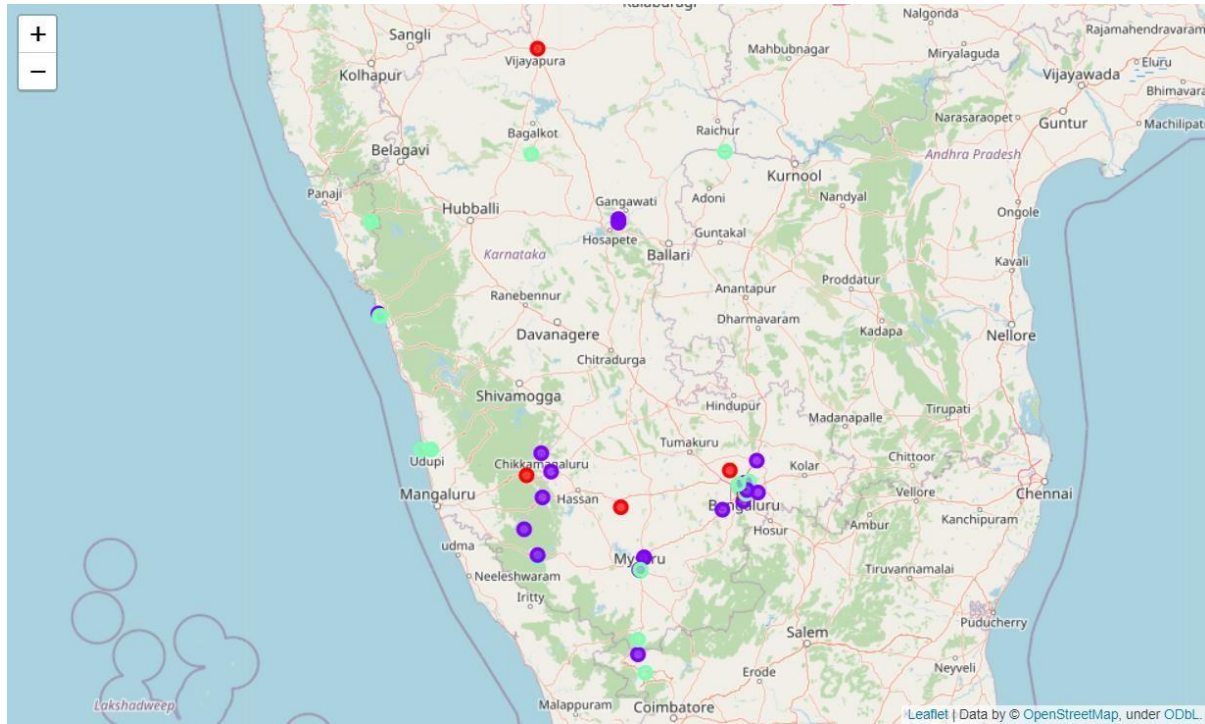 +
−
Kalaburagi
Nalgonda
Rajamahendravaram
Sangli
Mahbubnagar
Miryalaguda
Vijayapura
Eluru
Kolhapur
Vijayawada
Bhimavara
Narasaraopet
Guntur
Machilipat
Bagalkot
Raichur
Belagavi
Andhra Pradesh
Kurnool
Panaji
Adoni
Nandyal
Gangawati
Hubballi
Ongole
Hosapete
Guntakal
Karnataka
Ballari
Kavali
Proddatur
Anantapur
Ranebennur
Dharmavaram
Kadapa
Davanagere
Nellore
Chitradurga
Shivamogga
Hindupur
Madanapalle
Tirupati
Tumakuru
Chikkamagaluru
Kolar
Chittoor
Udupi
Mangaluru
Hassan
Vellore
Chennai
Bengaluru
Kanchipuram
Hosur
Ambur
udma
Mysuru
Neeleshwaram
Tiruvannamalai
Iritty
Puducherry
Salem
Neyveli
Erode
Lakshadweep
Malappuram
Coimbatore
Leaflet | Data by © OpenStreetMap, under ODbL.